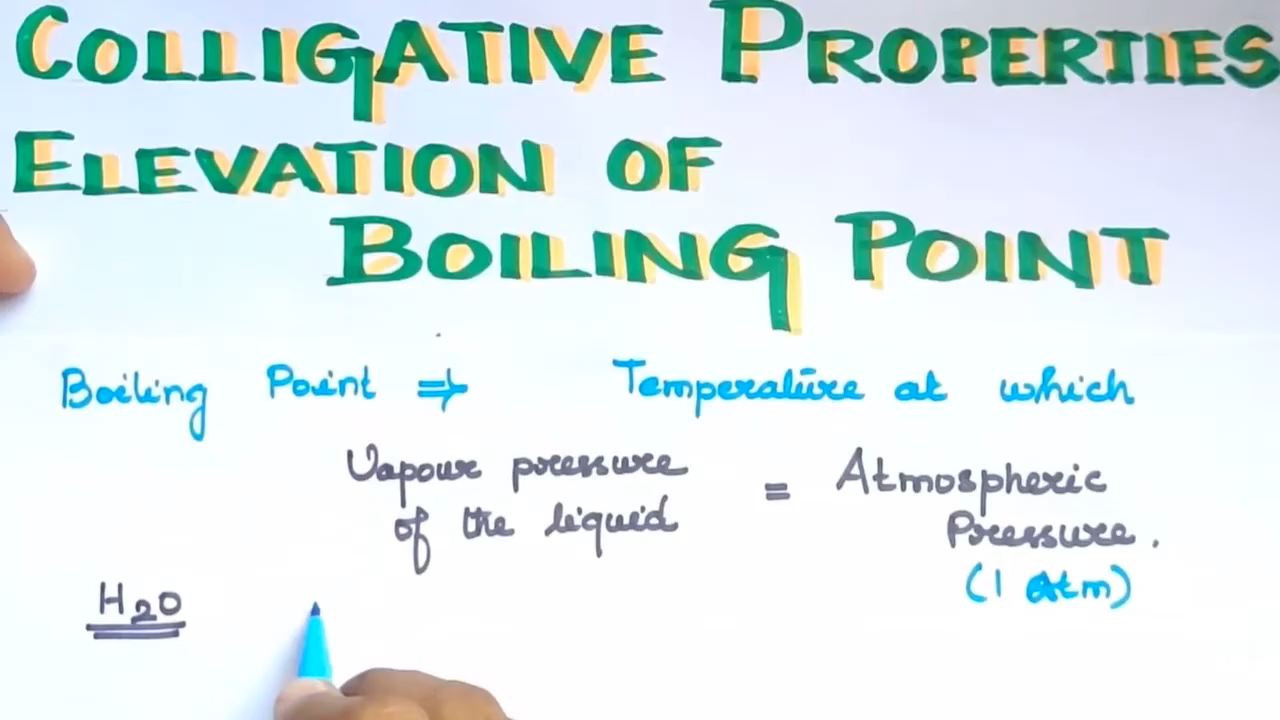 COLLIGATIVE PROPERTIES
ELEVATION OF
BOILING POINT
Boiling Point ⇒ Temperature at which
Vapour pressure = Atmospheric
of the liquid Pressure.
(1 Atm)
H₂O